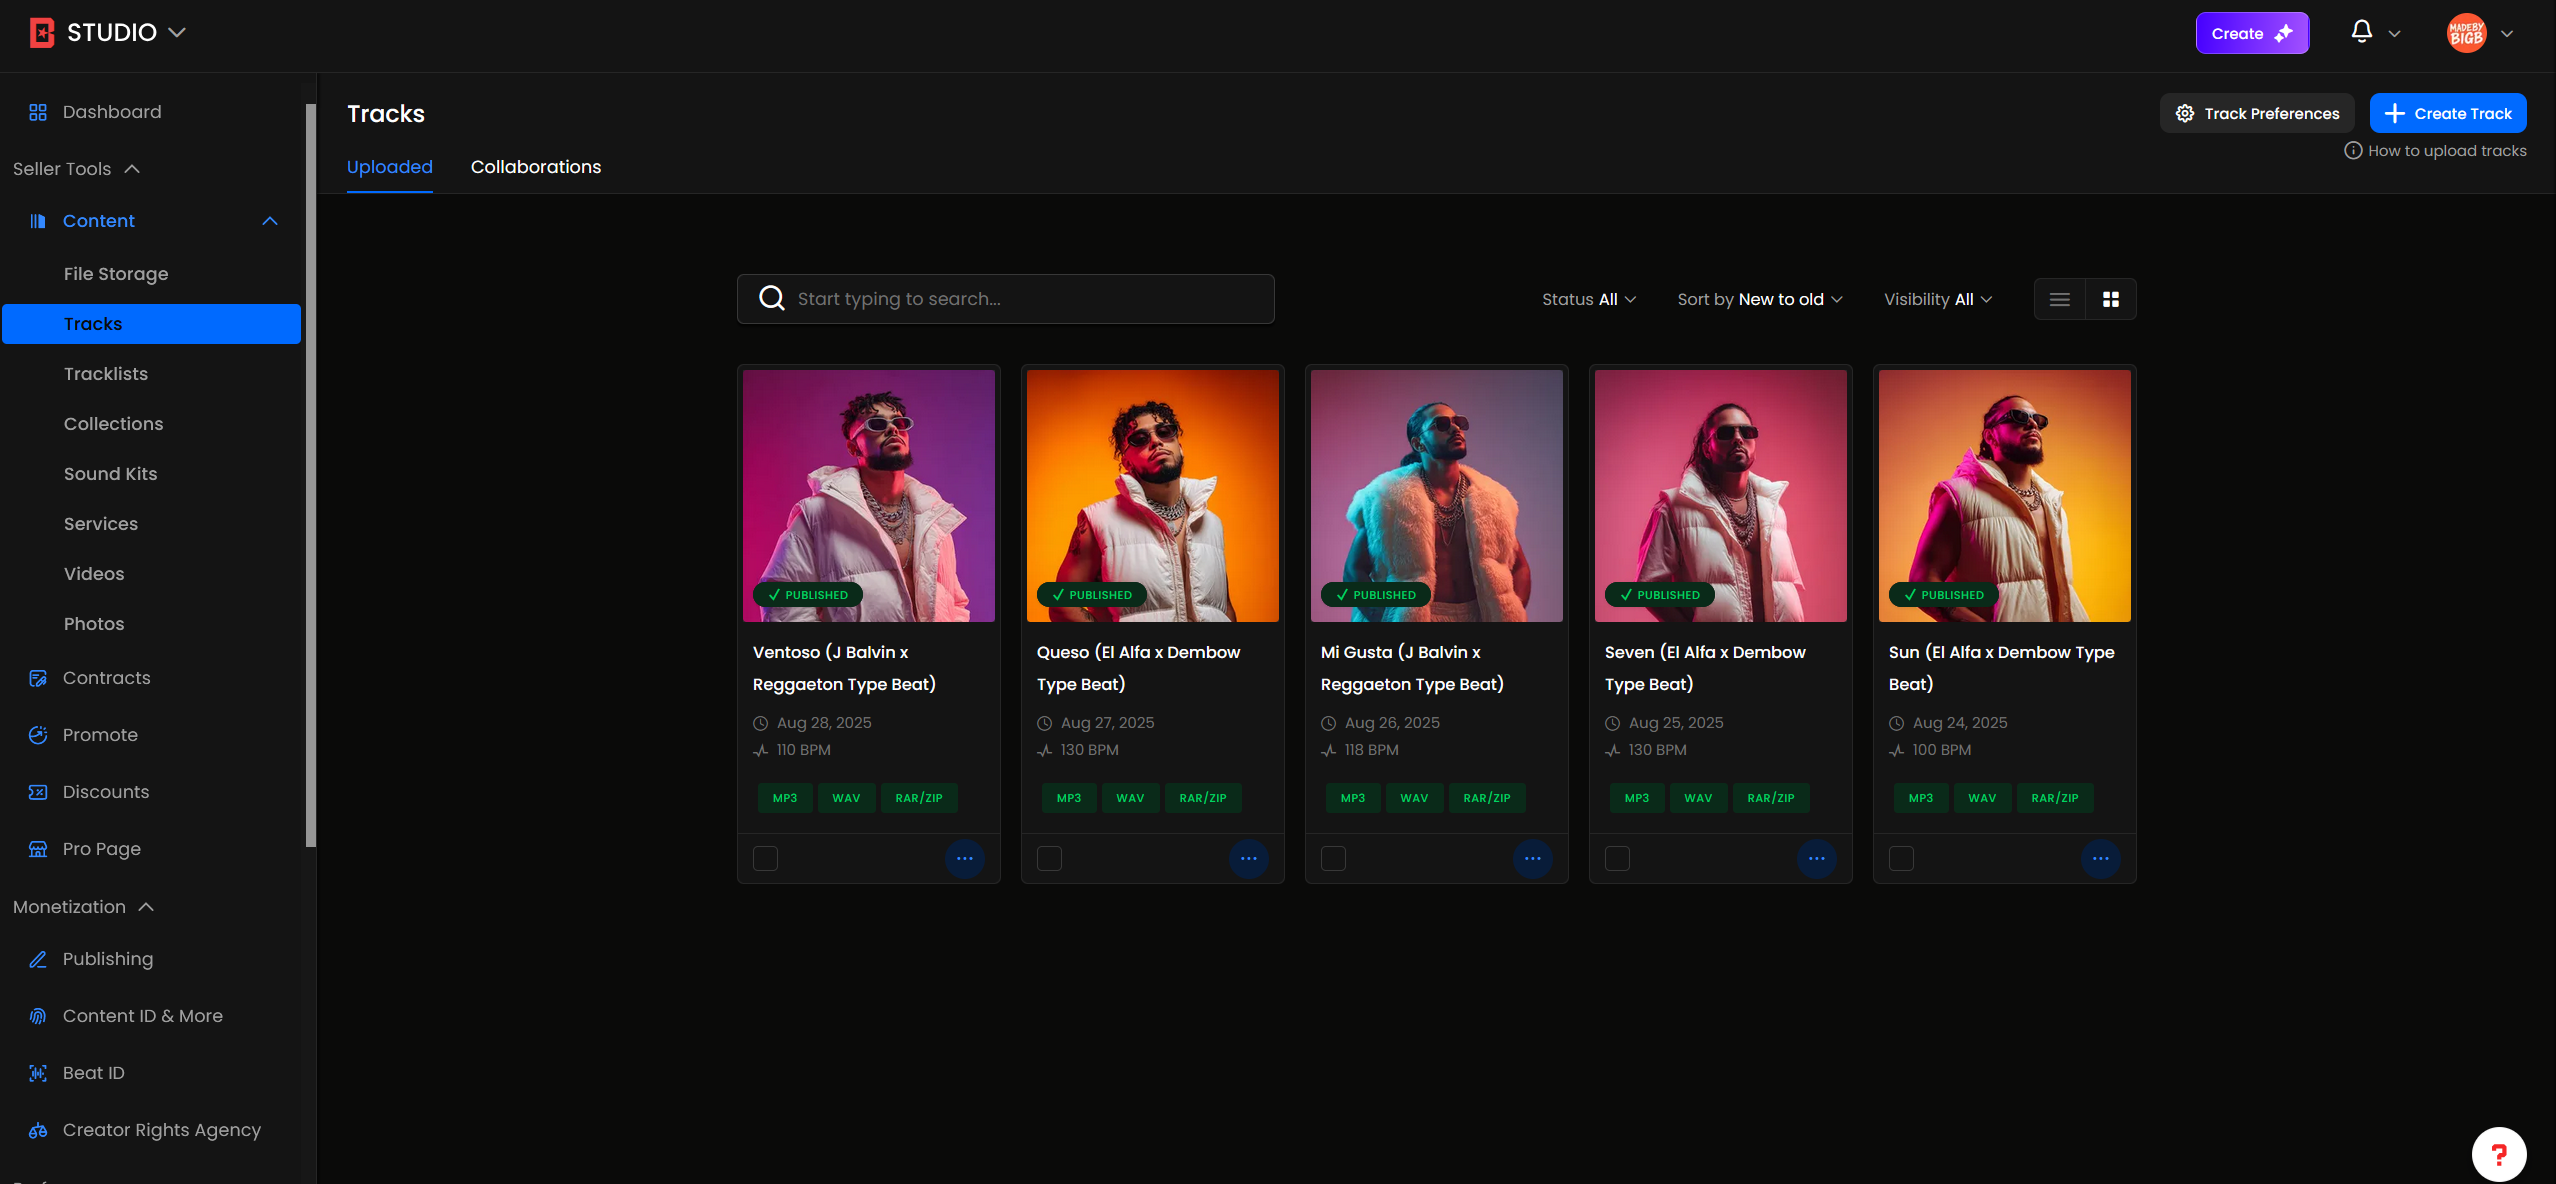 STUDIO
Create
MADEBY
BIGB
Dashboard
Seller Tools
Content
File Storage
Tracks
Tracklists
Collections
Sound Kits
Services
Videos
Photos
Contracts
Promote
Discounts
Pro Page
Monetization
Publishing
Content ID & More
Beat ID
Creator Rights Agency
Tracks
Track Preferences
Create Track
How to upload tracks
Uploaded
Collaborations
Start typing to search...
Status All
Sort by New to old
Visibility All
PUBLISHED
Ventoso (J Balvin x
Reggaeton Type Beat)
Aug 28, 2025
110 BPM
MP3 WAV RAR/ZIP
PUBLISHED
Queso (El Alfa x Dembow
Type Beat)
Aug 27, 2025
130 BPM
MP3 WAV RAR/ZIP
PUBLISHED
Mi Gusta (J Balvin x
Reggaeton Type Beat)
Aug 26, 2025
118 BPM
MP3 WAV RAR/ZIP
PUBLISHED
Seven (El Alfa x Dembow
Type Beat)
Aug 25, 2025
130 BPM
MP3 WAV RAR/ZIP
PUBLISHED
Sun (El Alfa x Dembow Type
Beat)
Aug 24, 2025
100 BPM
MP3 WAV RAR/ZIP
?